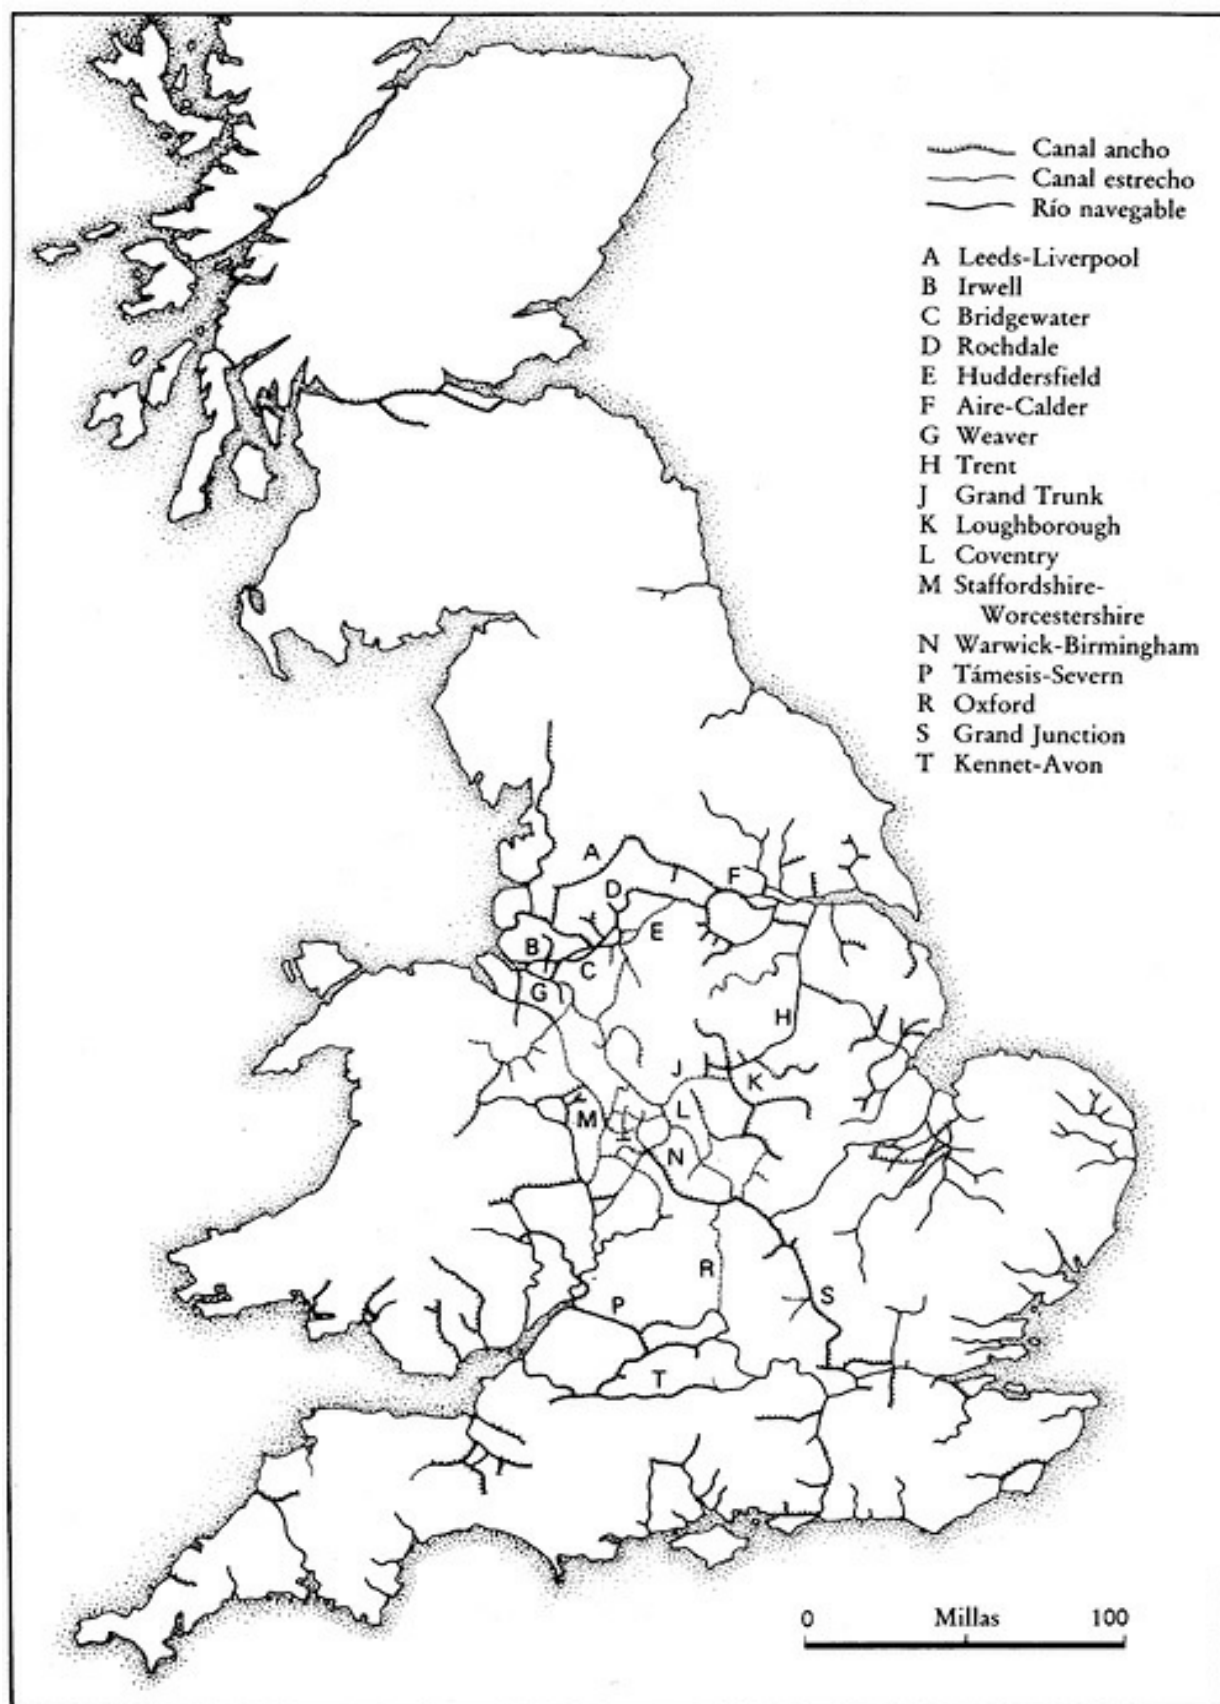 Canal ancho
Canal estrecho
Río navegable
A Leeds-Liverpool
B Irwell
C Bridgewater
D Rochdale
E Huddersfield
F Aire-Calder
G Weaver
H Trent
J Grand Trunk
K Loughborough
L Coventry
M Staffordshire-
Worcestershire
N Warwick-Birmingham
P Támesis-Severn
R Oxford
S Grand Junction
T Kennet-Avon
A
F
D
E
B
C
G
H
J
K
L
M
N
R
S
P
T
0 Millas 100